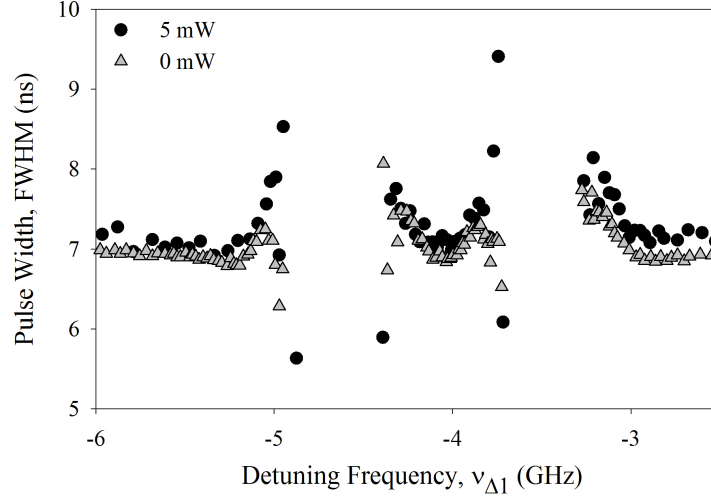 10
5 mW
0 mW
9
8
7
6
5
Pulse Width, FWHM (ns)
-6
-5
-4
-3
Detuning Frequency, νΔ1 (GHz)